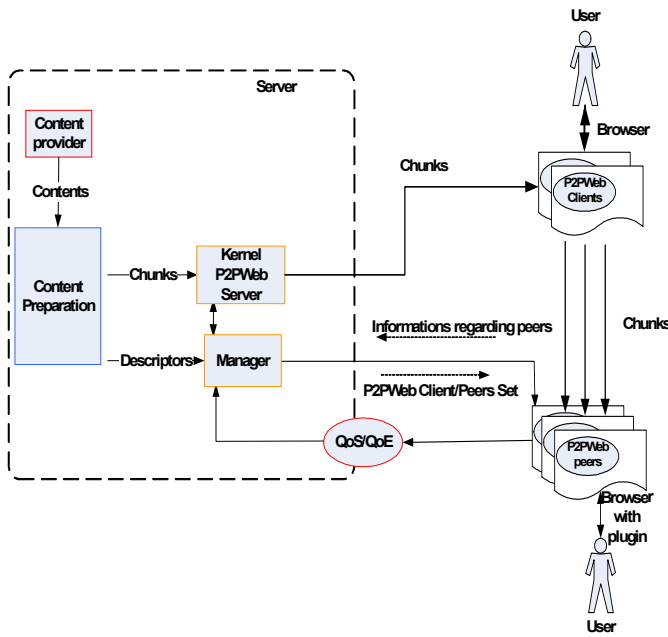 User
Server
Content
provider
Browser
Chunks
P2PWeb
Clients
Contents
Kernel
P2PWeb
Server
Content
Preparation
Chunks
Informations regarding peers
Chunks
Descriptors
Manager
P2PWeb Client/Peers Set
QoS/QoE
P2PWeb
peers
Browser
with
plugin
User